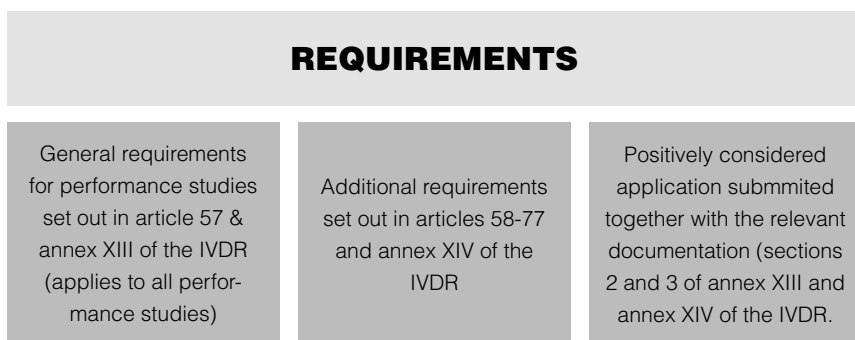 REQUIREMENTS
General requirements
for performance studies
set out in article 57 &
annex XIII of the IVDR
(applies to all perfor-
mance studies)
Additional requirements
set out in articles 58-77
and annex XIV of the
IVDR
Positively considered
application submmited
together with the relevant
documentation (sections
2 and 3 of annex XIII and
annex XIV of the IVDR.